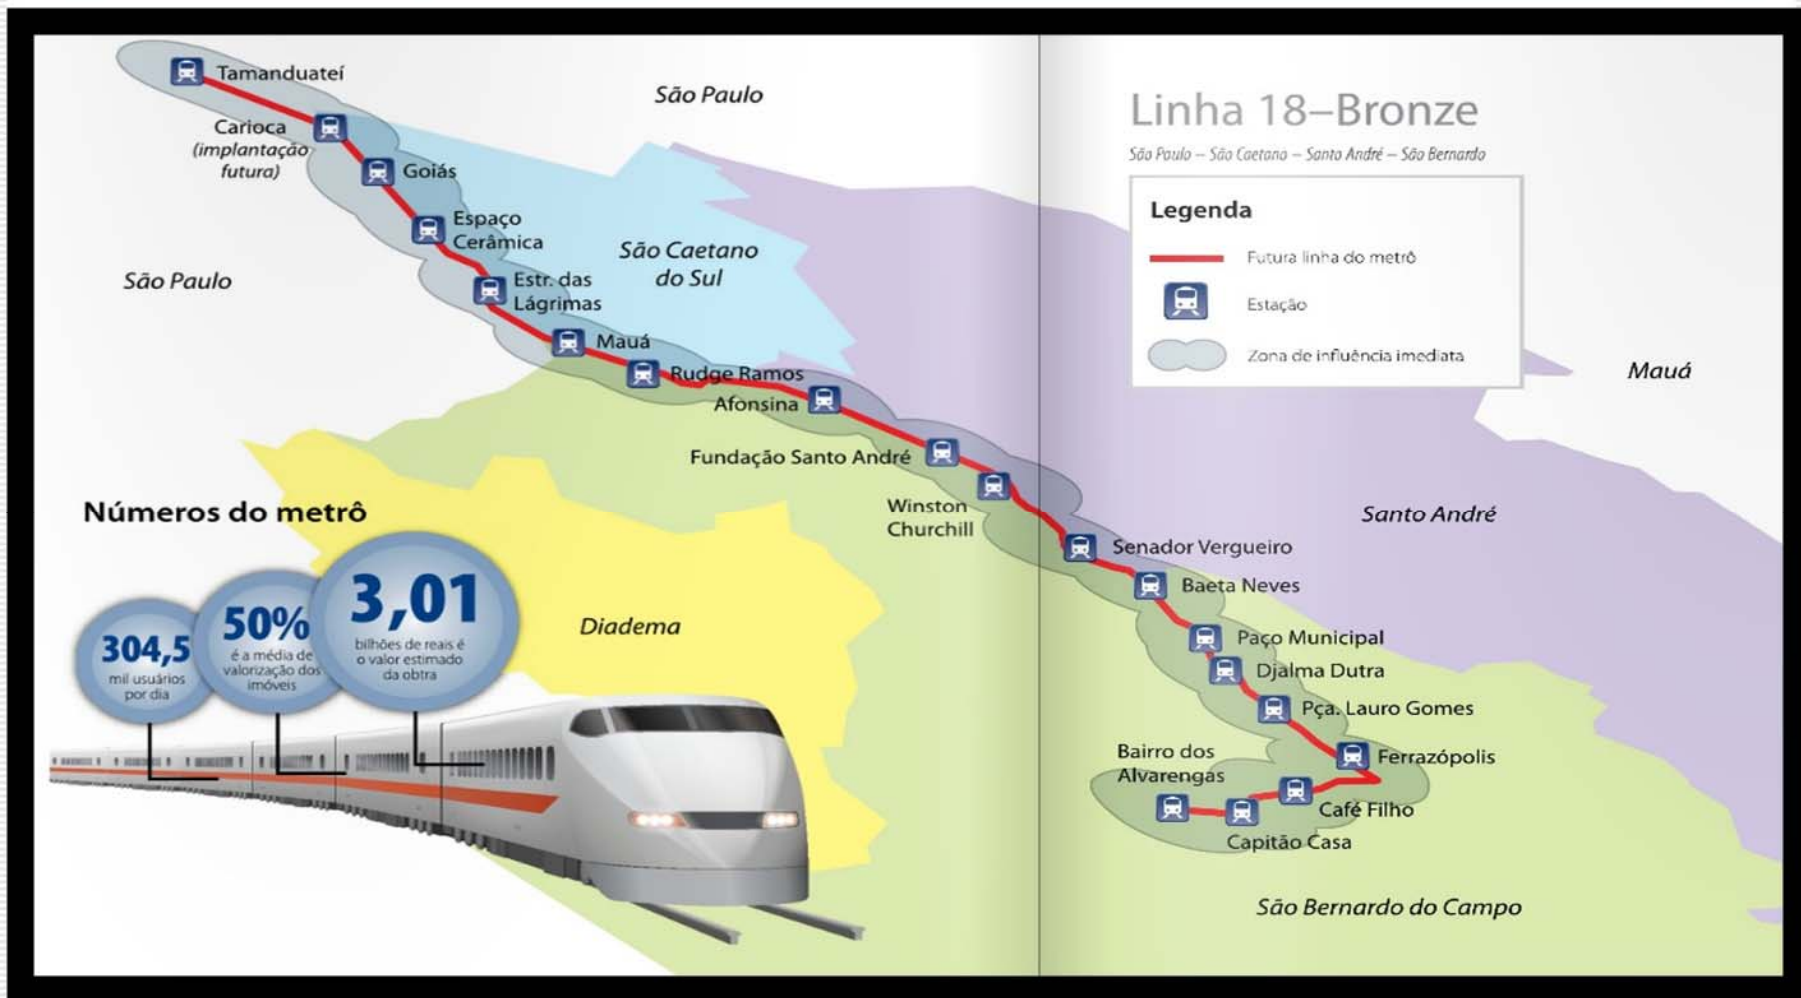 Tamanduateí
Carioca
(implantação
futura)
Goiás
Espaço
Cerâmica
Estr. das
Lágrimas
Mauá
Rudge Ramos
Afonsina
Fundação Santo André
Winston
Churchill
Senador Vergueiro
Baeta Neves
Paço Municipal
Djalma Dutra
Pça. Lauro Gomes
Ferrazópolis
Café Filho
Capitão Casa
Bairro dos
Alvarengas
São Paulo
São Paulo
São Caetano
do Sul
Diadema
Santo André
Mauá
São Bernardo do Campo
Linha 18–Bronze
São Paulo – São Caetano – Santo André – São Bernardo
Legenda
Futura linha do metrô
Estação
Zona de influência imediata
Números do metrô
304,5
mil usuários
por dia
50%
é a média de
valorização dos
imóveis
3,01
bilhões de reais é
o valor estimado
da obtra